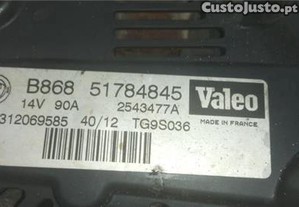 CustoJusto.pt
B868 51784845
14V 90A 2543477A
Valeo
MADE IN FRANCE
312069585 40/12 TG9S036